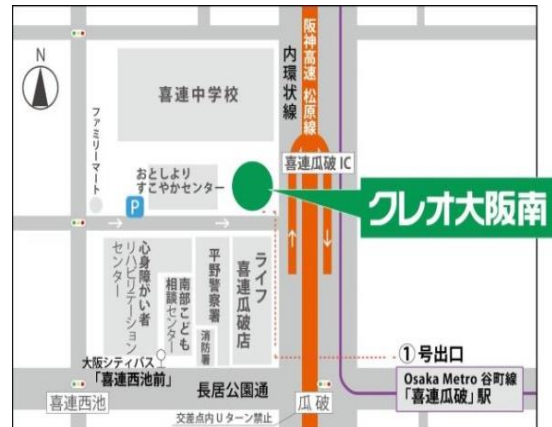 N
阪神高速 松原線
内環状線
喜連中学校
ファミリーマート
おとしより
すこやかセンター
喜連瓜破 IC
クレオ大阪南
P
心身障がい者
リハビリテーション
センター
南部こども
相談センター
平野警察署
消防署
ライフ
喜連瓜破店
大阪シティバス
「喜連西池前」
①号出口
Osaka Metro 谷町線
「喜連瓜破」駅
長居公園通
喜連西池
瓜破
交差点内Uターン禁止